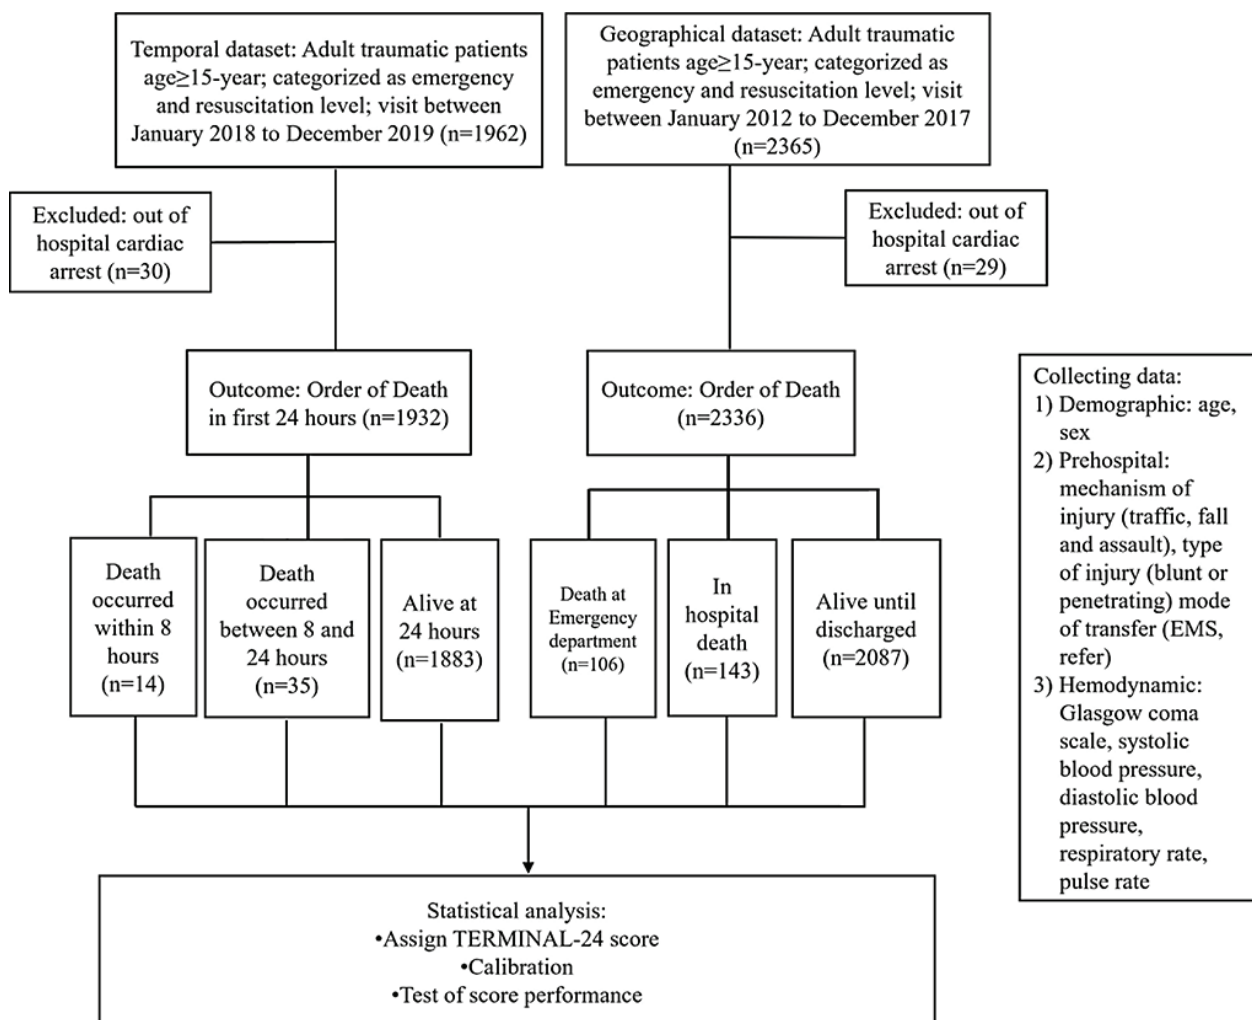 Temporal dataset: Adult traumatic patients
age≥15-year; categorized as emergency
and resuscitation level; visit between
January 2018 to December 2019 (n=1962)
Geographical dataset: Adult traumatic
patients age≥15-year; categorized as
emergency and resuscitation level; visit
between January 2012 to December 2017
(n=2365)
Excluded: out of
hospital cardiac
arrest (n=30)
Excluded: out of
hospital cardiac
arrest (n=29)
Outcome: Order of Death
in first 24 hours (n=1932)
Outcome: Order of Death
(n=2336)
Death
occurred
within 8
hours
(n=14)
Death
occurred
between 8 and
24 hours
(n=35)
Alive at
24 hours
(n=1883)
Death at
Emergency
department
(n=106)
In
hospital
death
(n=143)
Alive until
discharged
(n=2087)
Collecting data:
1) Demographic: age,
sex
2) Prehospital:
mechanism of
injury (traffic, fall
and assault), type
of injury (blunt or
penetrating) mode
of transfer (EMS,
refer)
3) Hemodynamic:
Glasgow coma
scale, systolic
blood pressure,
diastolic blood
pressure,
respiratory rate,
pulse rate
Statistical analysis:
•Assign TERMINAL-24 score
•Calibration
•Test of score performance